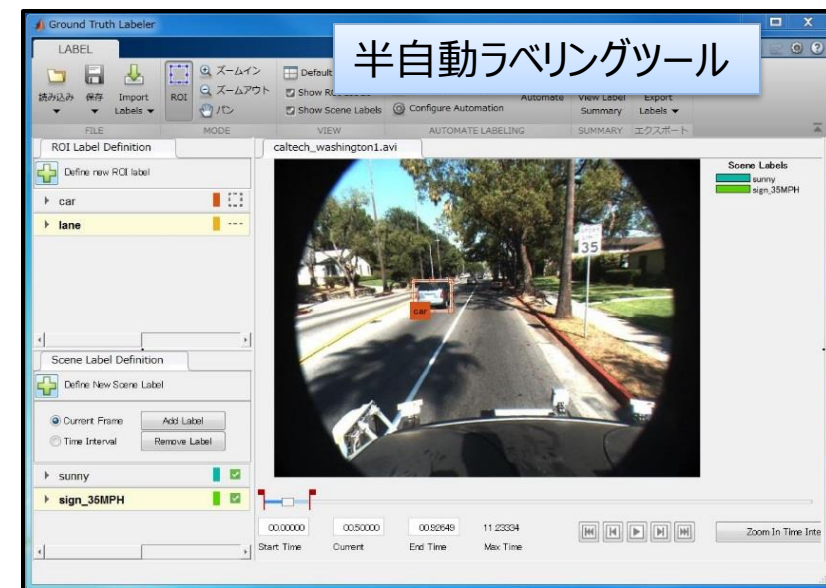 Ground Truth Labeler
半自動ラベリングツール
LABEL
読み込み
保存
Import
Labels
ROI
ズームイン
ズームアウト
パン
Default
Show Scene Labels
Configure Automation
Automate
View Label
Summary
Export
Labels
FILE
MODE
VIEW
AUTOMATE LABELING
SUMMARY
エクスポート
ROI Label Definition
Define new ROI label
car
lane
Scene Label Definition
Define New Scene Label
Current Frame
Add Label
Time Interval
Remove Label
sunny
sign_35MPH
caltech_washington1.avi
Scene Labels
sunny
sign_35MPH
35
car
00.00000
00.50000
00.92649
11.23334
Start Time
Current
End Time
Max Time
Zoom In Time Inte